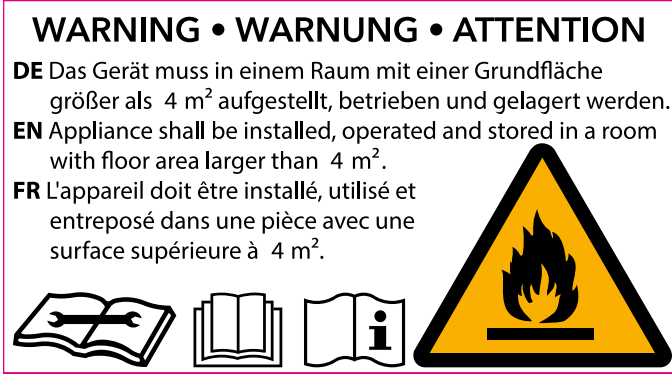 WARNING • WARNUNG • ATTENTION
DE Das Gerät muss in einem Raum mit einer Grundfläche
größer als 4 m² aufgestellt, betrieben und gelagert werden.
EN Appliance shall be installed, operated and stored in a room
with floor area larger than 4 m².
FR L'appareil doit être installé, utilisé et
entreposé dans une pièce avec une
surface supérieure à 4 m².
i